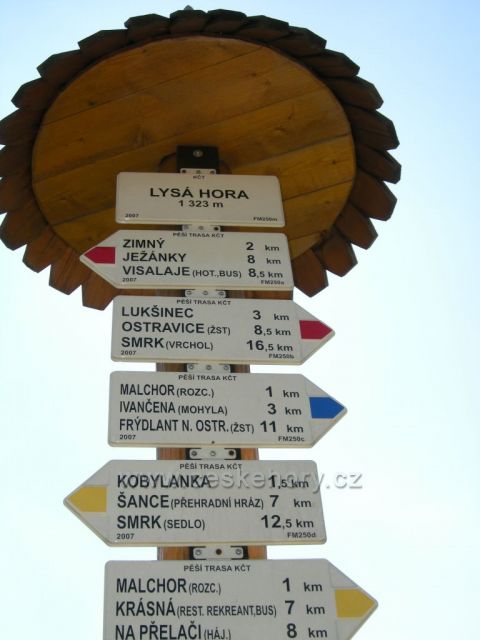 KČT
LYSÁ HORA
1 323 m
2007 FM250m
PĚŠÍ TRASA KČT
ZIMNÝ 2 km
JEŽÁNKY 8 km
VISALAJE (HOT.,BUS) 8,5 km
2007 FM250a
PĚŠÍ TRASA KČT
LUKŠINEC 3 km
OSTRAVICE (ŽST) 8,5 km
SMRK (VRCHOL) 16,5 km
2007 FM250b
PĚŠÍ TRASA KČT
MALCHOR (ROZC.) 1 km
IVANČENA (MOHYLA) 3 km
FRÝDLANT N. OSTR. (ŽST) 11 km
2007 FM250c
PĚŠÍ TRASA KČT
KOBYLANKA 1,5 km
www.ceskehory.cz
ŠANCE (PŘEHRADNÍ HRÁZ) 7 km
SMRK (SEDLO) 12,5 km
2007 FM250d
PĚŠÍ TRASA KČT
MALCHOR (ROZC.) 1 km
KRÁSNÁ (REST. REKREANT,BUS) 7 km
NA PŘELAČI (HÁJ.) 8 km